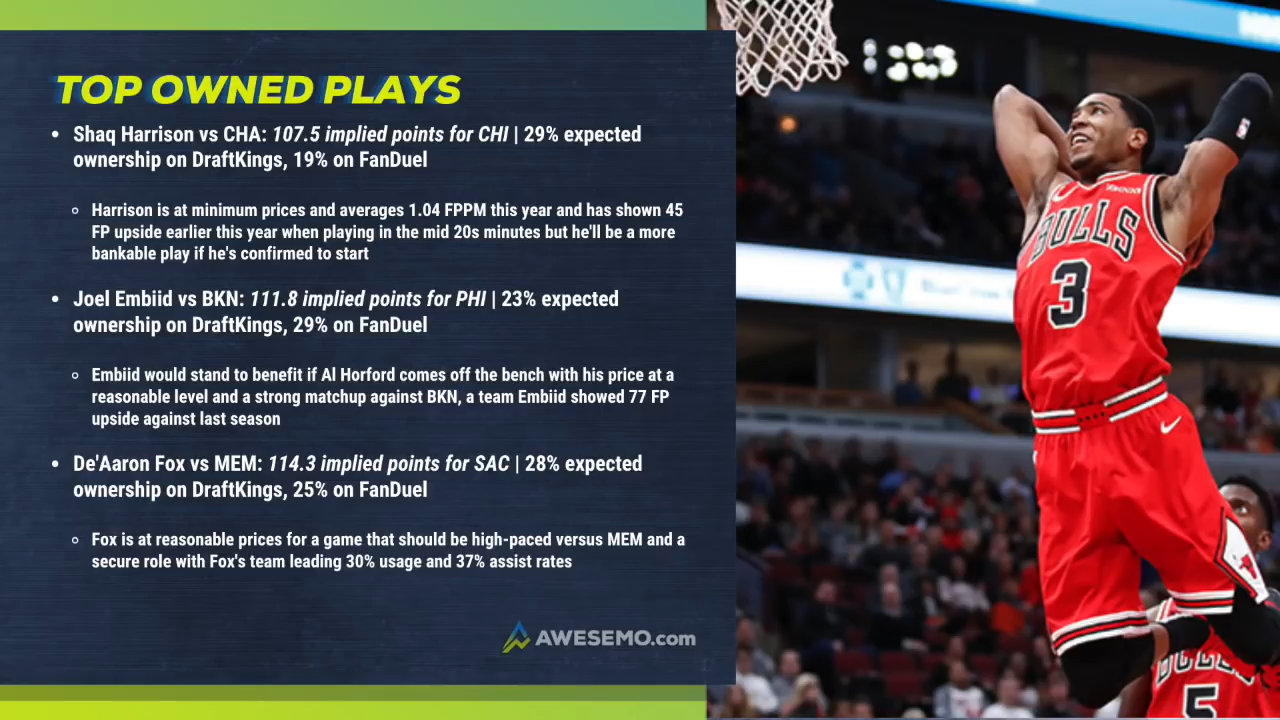 TOP OWNED PLAYS
• Shaq Harrison vs CHA: 107.5 implied points for CHI | 29% expected
ownership on DraftKings, 19% on FanDuel
◦ Harrison is at minimum prices and averages 1.04 FPPM this year and has shown 45
FP upside earlier this year when playing in the mid 20s minutes but he'll be a more
bankable play if he's confirmed to start
• Joel Embiid vs BKN: 111.8 implied points for PHI | 23% expected
ownership on DraftKings, 29% on FanDuel
◦ Embiid would stand to benefit if Al Horford comes off the bench with his price at a
reasonable level and a strong matchup against BKN, a team Embiid showed 77 FP
upside against last season
• De'Aaron Fox vs MEM: 114.3 implied points for SAC | 28% expected
ownership on DraftKings, 25% on FanDuel
◦ Fox is at reasonable prices for a game that should be high-paced versus MEM and a
secure role with Fox's team leading 30% usage and 37% assist rates
AWESEMO.com
BULLS
3
BULLS
5